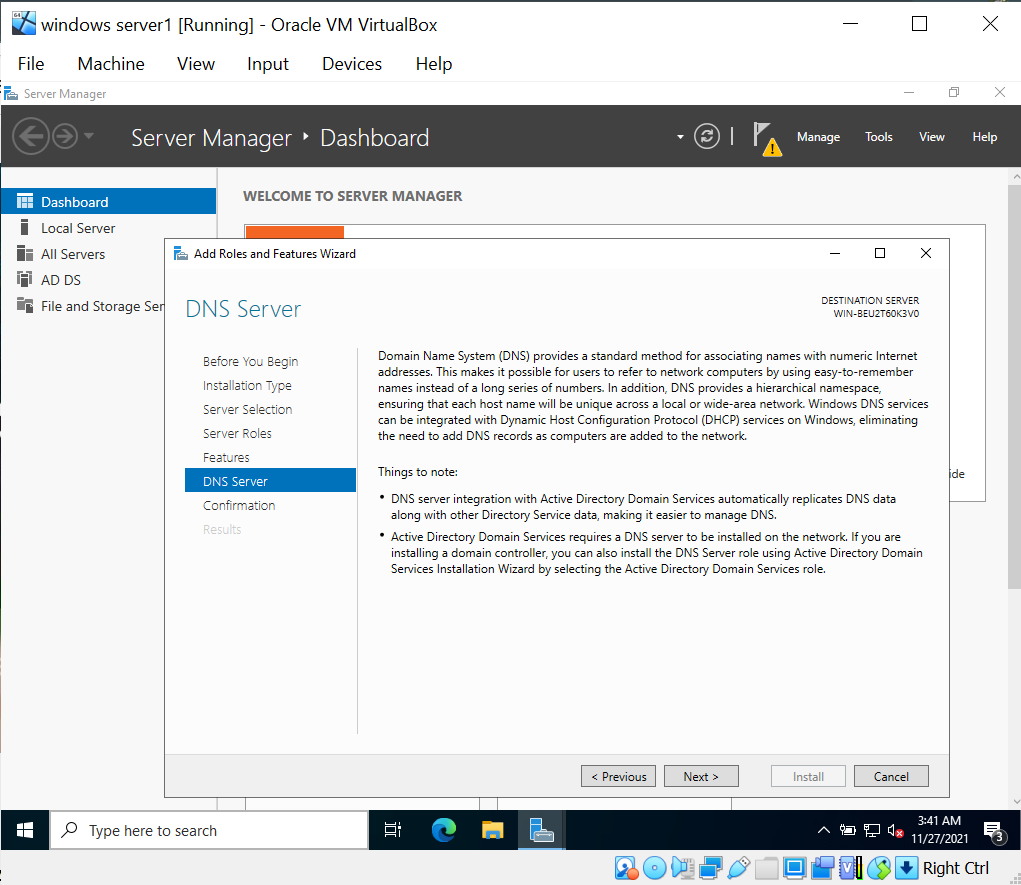 windows server1 [Running] - Oracle VM VirtualBox
File Machine View Input Devices Help
Server Manager
Server Manager Dashboard
Manage Tools View Help
Dashboard
Local Server
All Servers
AD DS
File and Storage Ser
WELCOME TO SERVER MANAGER
Add Roles and Features Wizard
DNS Server
DESTINATION SERVER
WIN-BEU2T60K3V0
Before You Begin
Installation Type
Server Selection
Server Roles
Features
DNS Server
Confirmation
Results
Domain Name System (DNS) provides a standard method for associating names with numeric Internet
addresses. This makes it possible for users to refer to network computers by using easy-to-remember
names instead of a long series of numbers. In addition, DNS provides a hierarchical namespace,
ensuring that each host name will be unique across a local or wide-area network. Windows DNS services
can be integrated with Dynamic Host Configuration Protocol (DHCP) services on Windows, eliminating
the need to add DNS records as computers are added to the network.
Things to note:
• DNS server integration with Active Directory Domain Services automatically replicates DNS data
along with other Directory Service data, making it easier to manage DNS.
• Active Directory Domain Services requires a DNS server to be installed on the network. If you are
installing a domain controller, you can also install the DNS Server role using Active Directory Domain
Services Installation Wizard by selecting the Active Directory Domain Services role.
ide
< Previous Next > Install Cancel
Type here to search
3:41 AM
11/27/2021
3
Right Ctrl